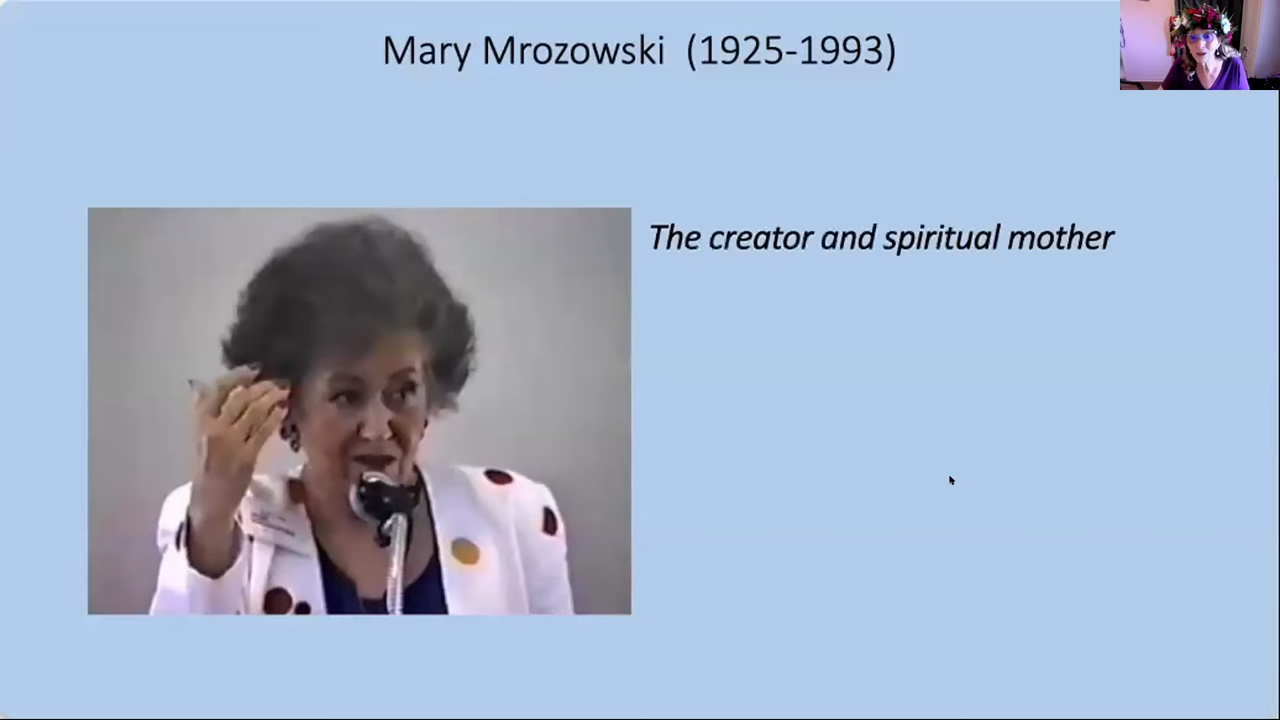 Mary Mrozowski (1925-1993)
The creator and spiritual mother